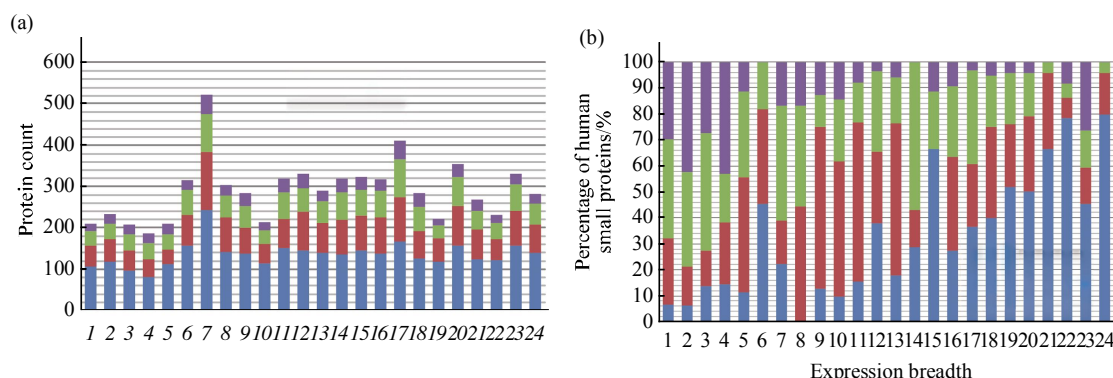 (a)
600
500
400
300
200
100
0
Protein count
1 2 3 4 5 6 7 8 9 10 11 12 13 14 15 16 17 18 19 20 21 22 23 24
(b)
100
90
80
70
60
50
40
30
20
10
0
Percentage of human
small proteins/%
1 2 3 4 5 6 7 8 9 10 11 12 13 14 15 16 17 18 19 20 21 22 23 24
Expression breadth